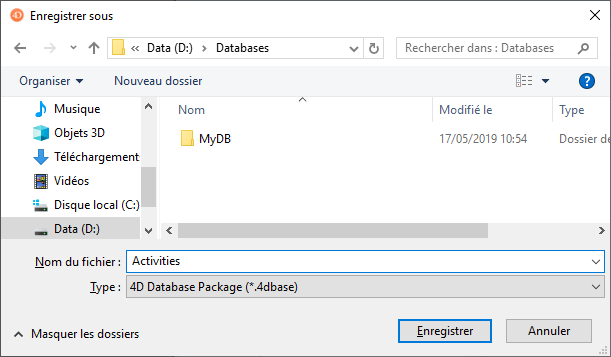 Enregistrer sous
« Data (D:) > Databases
Rechercher dans : Databases
Organiser
Nouveau dossier
Nom
Modifié le
Type
Musique
Objets 3D
Téléchargement
Vidéos
Disque local (C:)
Data (D:)
MyDB
17/05/2019 10:54
Dossier de
Nom du fichier :
Activities
Type :
4D Database Package (*.4dbase)
Masquer les dossiers
Enregistrer
Annuler